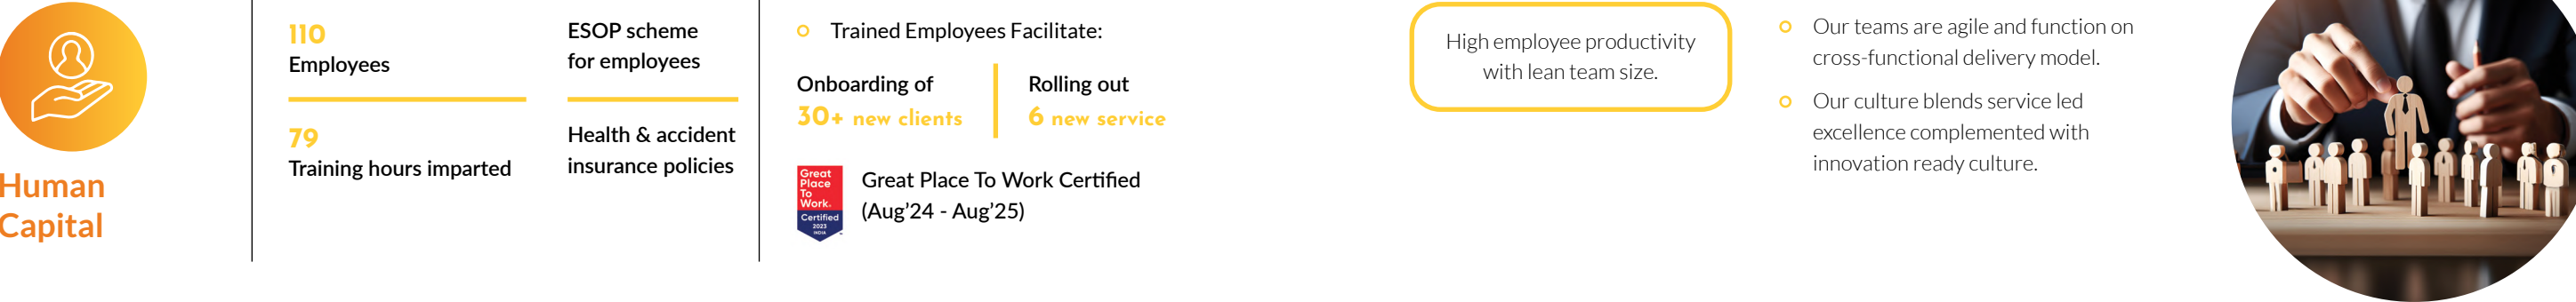 Human
Capital
110
Employees
79
Training hours imparted
ESOP scheme
for employees
Health & accident
insurance policies
Trained Employees Facilitate:
Onboarding of
30+ new clients
Rolling out
6 new service
Great
Place
To
Work.
Certified
2023
INDIA
Great Place To Work Certified
(Aug’24 - Aug’25)
High employee productivity
with lean team size.
Our teams are agile and function on
cross-functional delivery model.
Our culture blends service led
excellence complemented with
innovation ready culture.